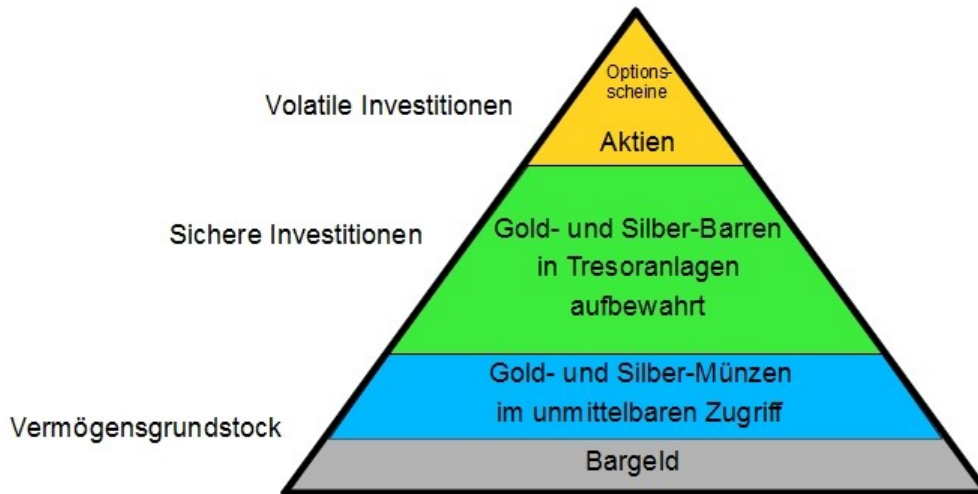 Options-
scheine
Volatile Investitionen
Aktien
Sichere Investitionen
Gold- und Silber-Barren
in Tresoranlagen
aufbewahrt
Gold- und Silber-Münzen
im unmittelbaren Zugriff
Vermögensgrundstock
Bargeld